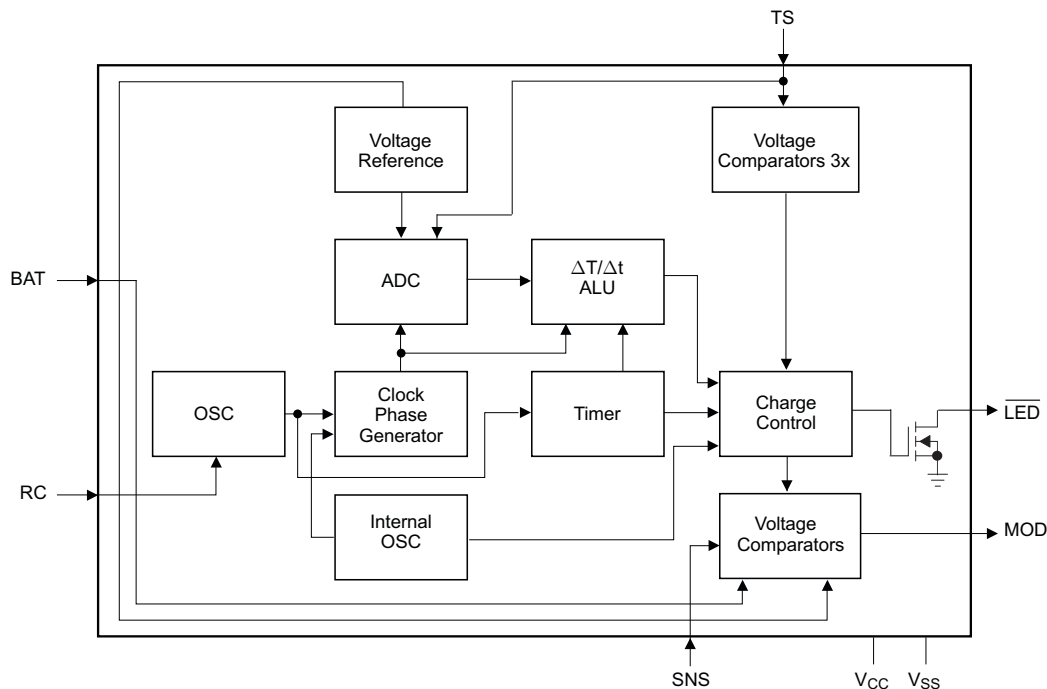 TS
Voltage
Reference
Voltage
Comparators 3x
BAT
ADC
ΔT/Δt
ALU
OSC
Clock
Phase
Generator
Timer
Charge
Control
L̅E̅D̅
RC
Internal
OSC
Voltage
Comparators
MOD
SNS
VCC
VSS